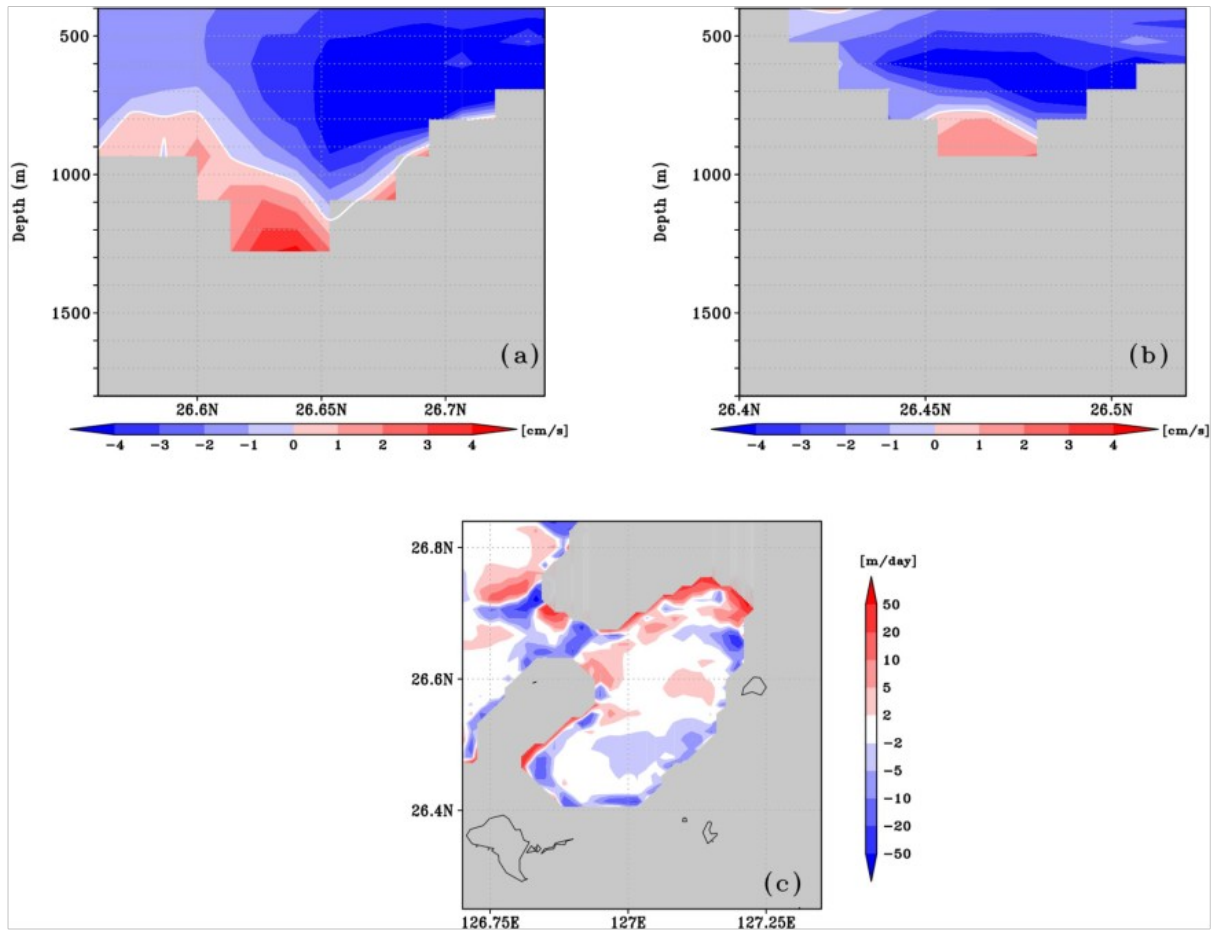 500
1000
1500
Depth (m)
(a)
26.6N 26.65N 26.7N
-4 -3 -2 -1 0 1 2 3 4 [cm/s]
500
1000
1500
Depth (m)
(b)
26.4N 26.45N 26.5N
-4 -3 -2 -1 0 1 2 3 4 [cm/s]
26.8N
26.6N
26.4N
(c)
126.75E 127E 127.25E
[m/day]
50
20
10
5
2
-2
-5
-10
-20
-50